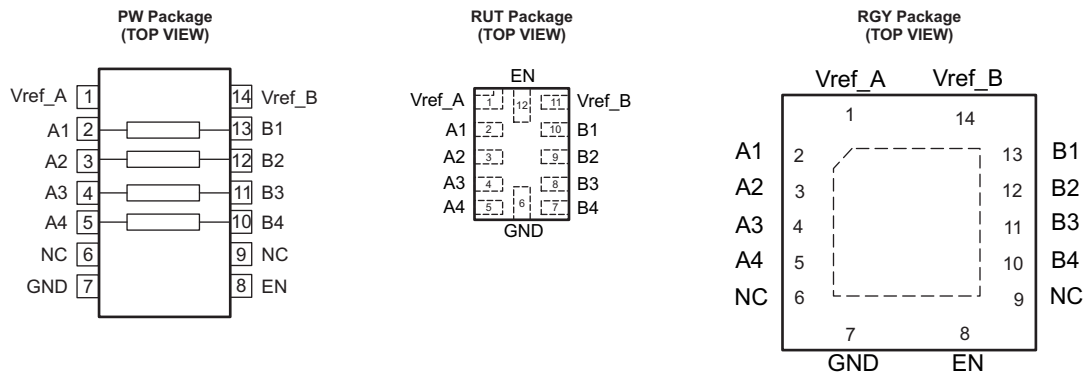 PW Package
(TOP VIEW)
Vref_A 1 14 Vref_B
A1 2 13 B1
A2 3 12 B2
A3 4 11 B3
A4 5 10 B4
NC 6 9 NC
GND 7 8 EN
RUT Package
(TOP VIEW)
EN
Vref_A 1 12 11 Vref_B
A1 2 10 B1
A2 3 9 B2
A3 4 8 B3
A4 5 6 7 B4
GND
RGY Package
(TOP VIEW)
Vref_A Vref_B
1 14
A1 2 13 B1
A2 3 12 B2
A3 4 11 B3
A4 5 10 B4
NC 6 9 NC
7 8
GND EN